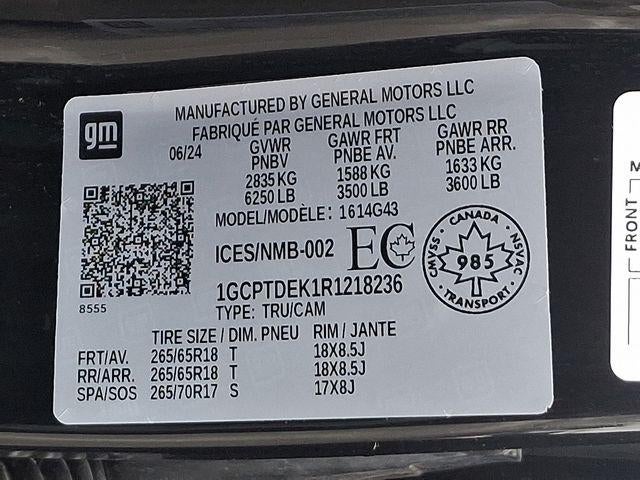 MANUFACTURED BY GENERAL MOTORS LLC
FABRIQUÉ PAR GENERAL MOTORS LLC
gm
06/24
GVWR
PNBV
2835 KG
6250 LB
GAWR FRT
PNBE AV.
1588 KG
3500 LB
GAWR RR
PNBE ARR.
1633 KG
3600 LB
MODEL/MODÈLE: 1614G43
ICES/NMB-002
EC
CANADA
CMVSS
985
NSVAC
TRANSPORT
1GCPTDEK1R1218236
TYPE: TRU/CAM
8555
TIRE SIZE / DIM. PNEU RIM / JANTE
FRT/AV. 265/65R18 T 18X8.5J
RR/ARR. 265/65R18 T 18X8.5J
SPA/SOS 265/70R17 S 17X8J
FRONT